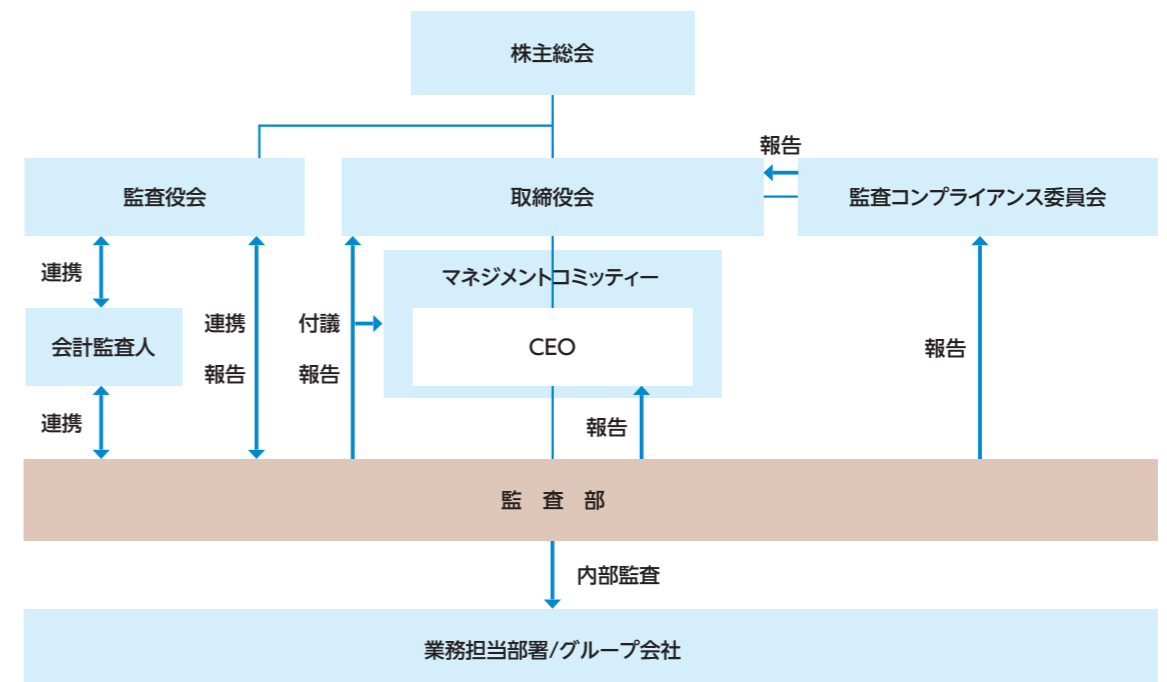 株主総会
報告
監査役会
取締役会
監査コンプライアンス委員会
連携
マネジメントコミッティー
連携
付議
会計監査人
CEO
報告
報告
報告
連携
報告
監 査 部
内部監査
業務担当部署/グループ会社